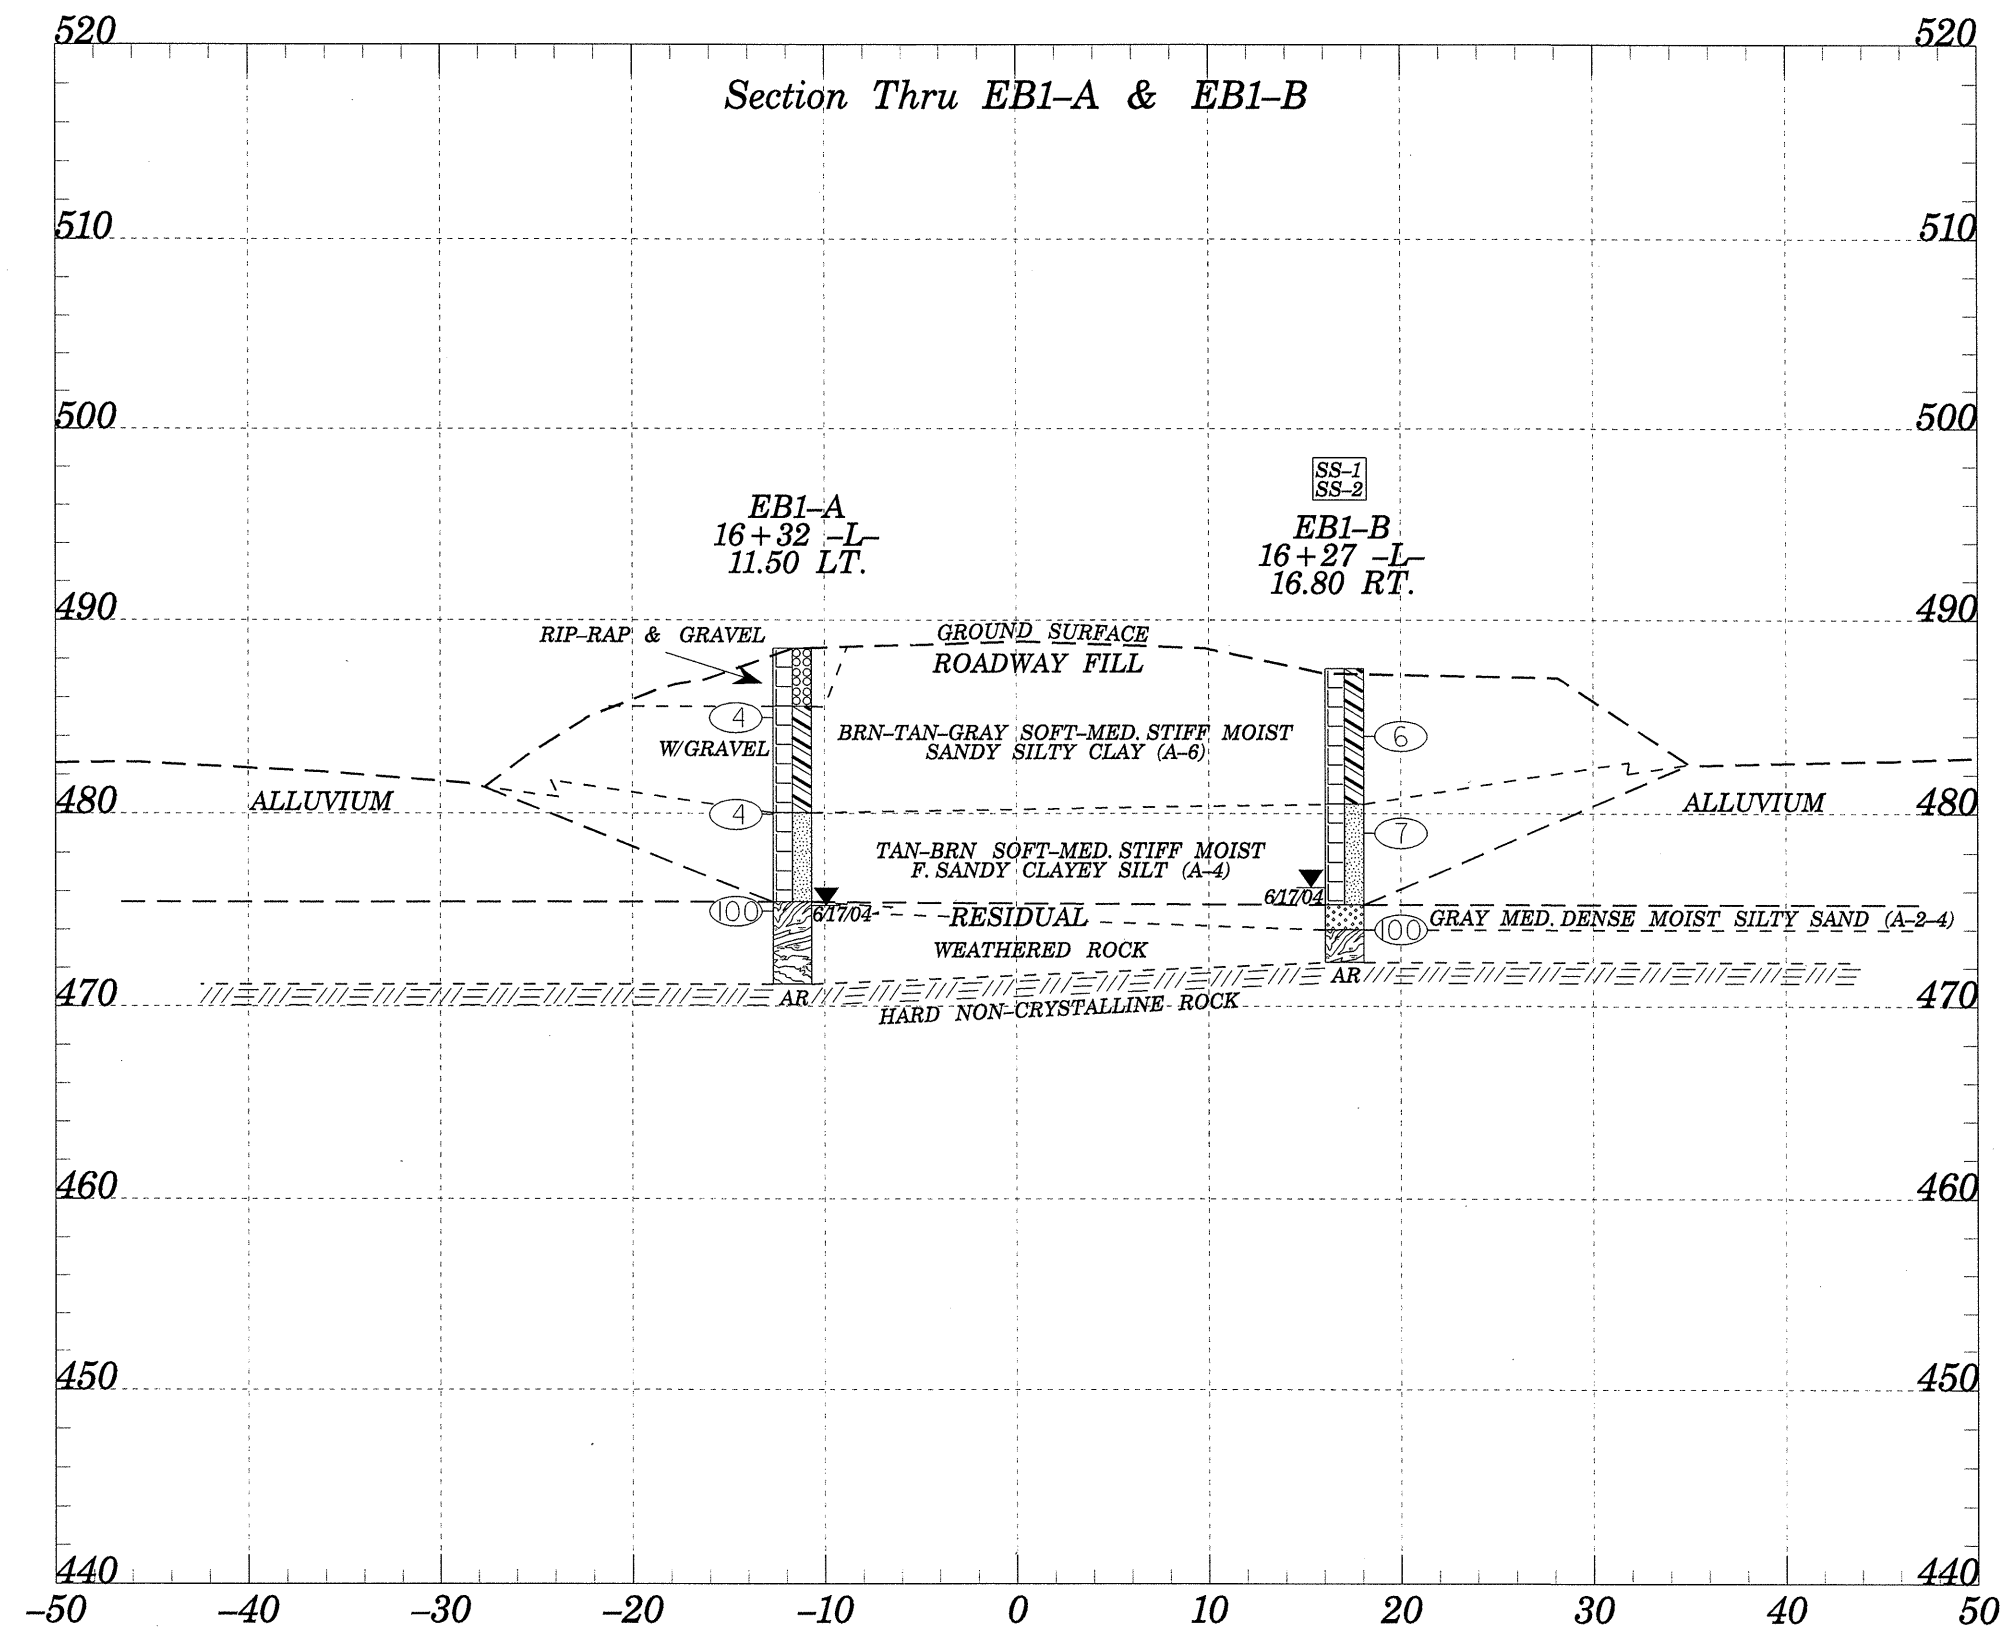 520 520
Section Thru EB1-A & EB1-B
510 510
500 500
SS-1
SS-2
EB1-A
16+32 -L-
11.50 LT.
EB1-B
16+27 -L-
16.80 RT.
490 490
RIP-RAP & GRAVEL
GROUND SURFACE
ROADWAY FILL
4
W/GRAVEL
BRN-TAN-GRAY SOFT-MED. STIFF MOIST
SANDY SILTY CLAY (A-6)
6
ALLUVIUM
ALLUVIUM
480 480
4
7
TAN-BRN SOFT-MED. STIFF MOIST
F. SANDY CLAYEY SILT (A-4)
6/17/04
100
6/17/04
RESIDUAL
GRAY MED. DENSE MOIST SILTY SAND (A-2-4)
100
WEATHERED ROCK
AR
AR
470 470
HARD NON-CRYSTALLINE ROCK
460 460
450 450
440 440
-50 -40 -30 -20 -10 0 10 20 30 40 50